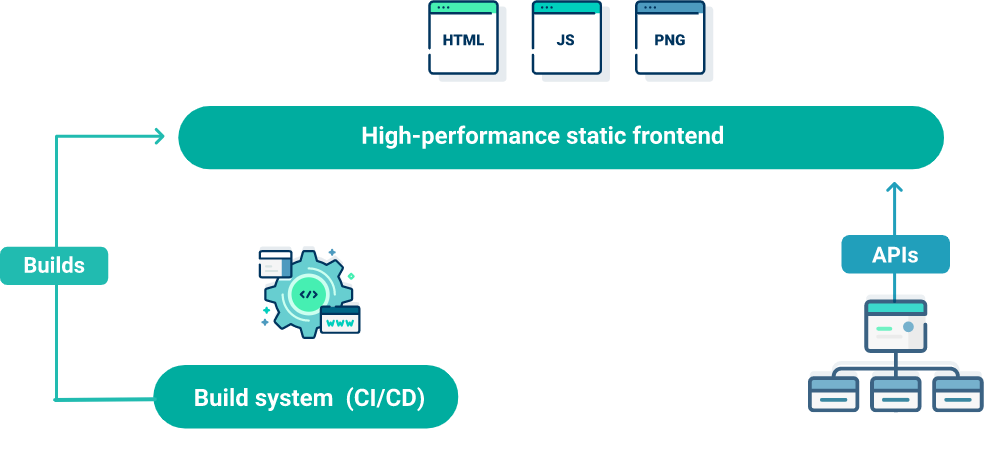 HTML
JS
PNG
High-performance static frontend
Builds
APIs
</>
WWW
Build system (CI/CD)